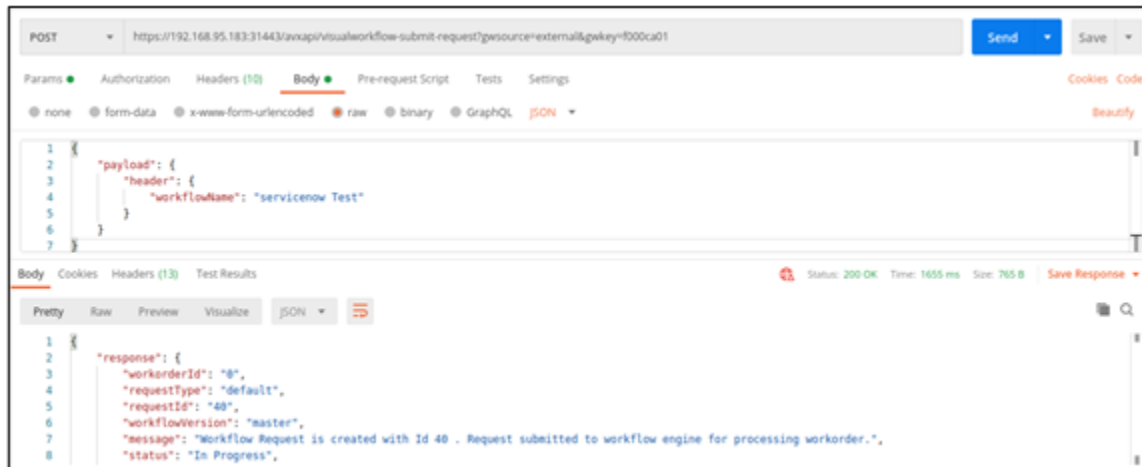 POST https://192.168.95.183:31443/avxapi/visualworkflow-submit-request?gwsource=external&gwkey=f000ca01 Send Save
Params Authorization Headers (10) Body Pre-request Script Tests Settings Cookies Code
none form-data x-www-form-urlencoded raw binary GraphQL JSON Beautify
1 {
2 "payload": {
3 "header": {
4 "workflowName": "servicenow Test"
5 }
6 }
7 }
Body Cookies Headers (13) Test Results Status: 200 OK Time: 1655 ms Size: 765 B Save Response
Pretty Raw Preview Visualize JSON
1 {
2 "response": {
3 "workorderId": "0",
4 "requestType": "default",
5 "requestId": "40",
6 "workflowVersion": "master",
7 "message": "Workflow Request is created with Id 40 . Request submitted to workflow engine for processing workorder.",
8 "status": "In Progress",